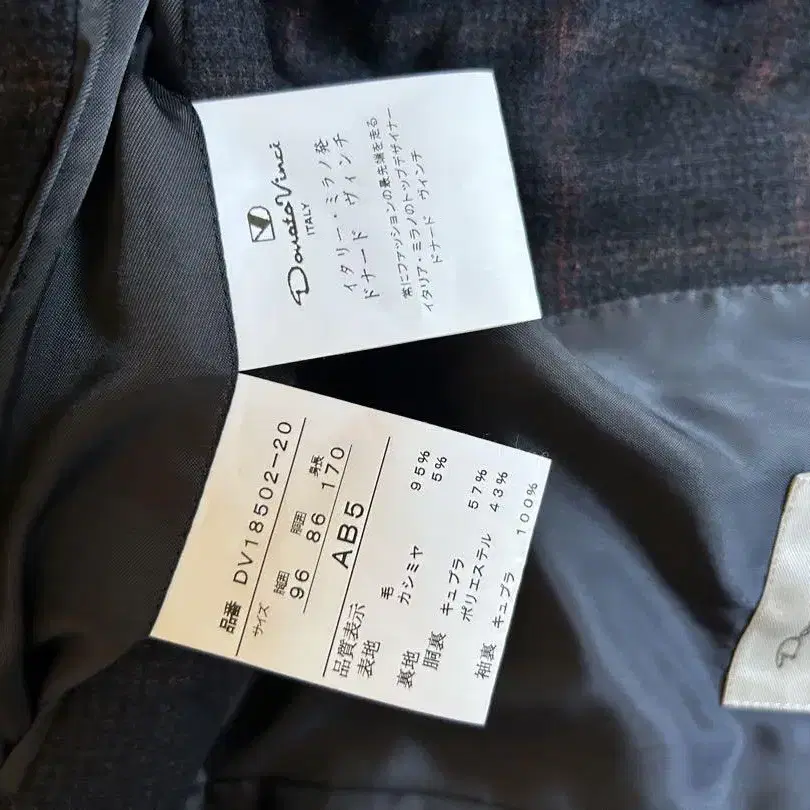 Donato Vinci
ITALY
イタリー・ミラノ発
ドナード ヴィンチ
常にファッションの最先端を走る
イタリア・ミラノのトップデザイナー
ドナード ヴィンチ
品番 DV18502-20
サイズ 胸囲 胴囲 身長
96 86 170
AB5
品質表示
表地 毛 95%
カシミヤ 5%
裏地
胴裏 キュプラ 57%
ポリエステル 43%
袖裏 キュプラ 100%